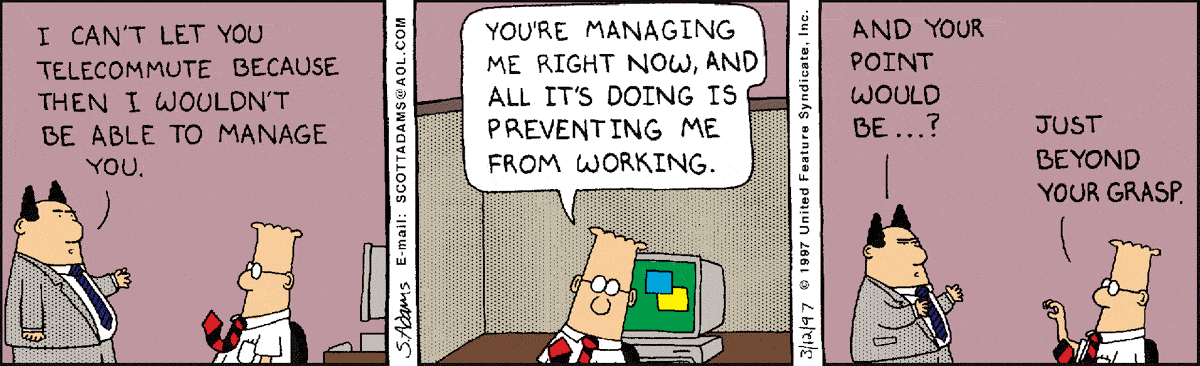 I CAN'T LET YOU
TELECOMMUTE BECAUSE
THEN I WOULDN'T
BE ABLE TO MANAGE
YOU.
S.Adams E-mail: SCOTTADAMS@AOL.COM
YOU'RE MANAGING
ME RIGHT NOW, AND
ALL IT'S DOING IS
PREVENTING ME
FROM WORKING.
3/12/97 © 1997 United Feature Syndicate, Inc.
AND YOUR
POINT
WOULD
BE...?
JUST
BEYOND
YOUR GRASP.